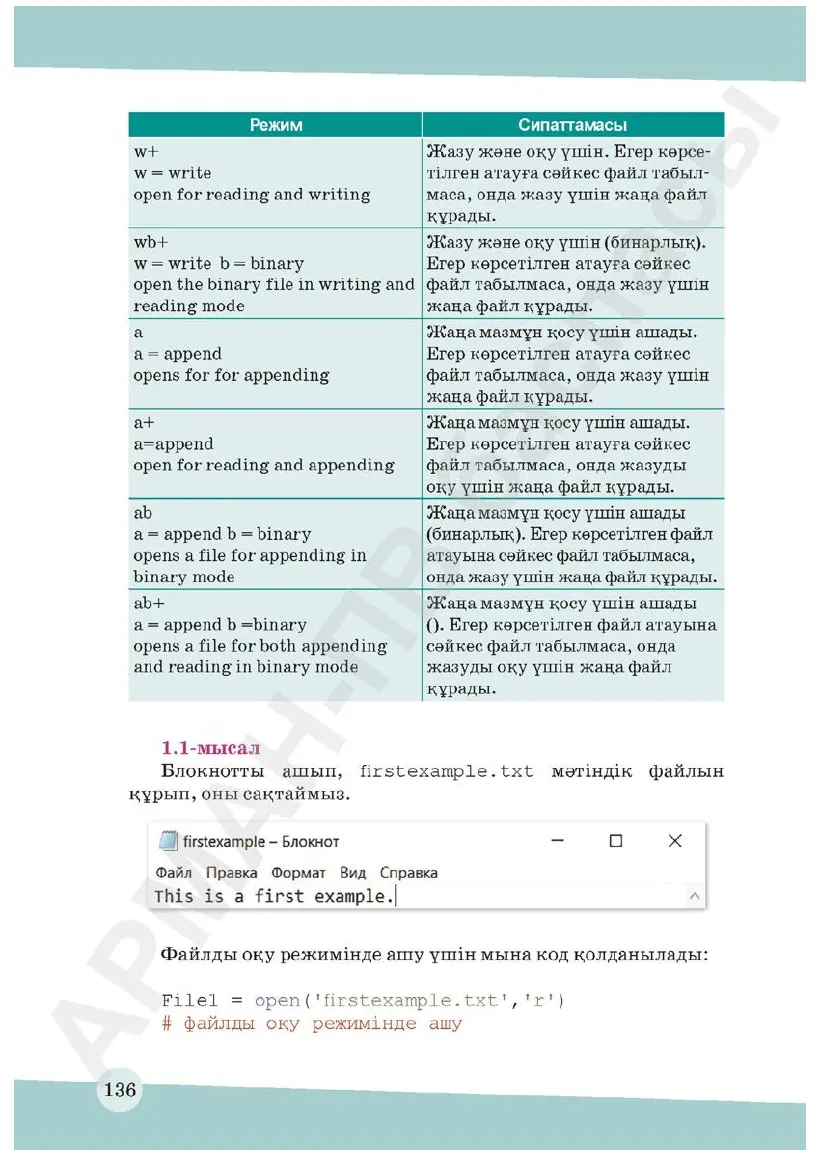 Режим Сипаттамасы
w+
w = write
open for reading and writing
Жазу және оқу үшін. Егер көрсе-
тілген атауға сәйкес файл табыл-
маса, онда жазу үшін жаңа файл
құрады.
wb+
w = write b = binary
open the binary file in writing and
reading mode
Жазу және оқу үшін (бинарлық).
Егер көрсетілген атауға сәйкес
файл табылмаса, онда жазу үшін
жаңа файл құрады.
a
a = append
opens for for appending
Жаңа мазмұн қосу үшін ашады.
Егер көрсетілген атауға сәйкес
файл табылмаса, онда жазу үшін
жаңа файл құрады.
a+
a=append
open for reading and appending
Жаңа мазмұн қосу үшін ашады.
Егер көрсетілген атауға сәйкес
файл табылмаса, онда жазуды
оқу үшін жаңа файл құрады.
ab
a = append b = binary
opens a file for appending in
binary mode
Жаңа мазмұн қосу үшін ашады
(бинарлық). Егер көрсетілген файл
атауына сәйкес файл табылмаса,
онда жазу үшін жаңа файл құрады.
ab+
a = append b =binary
opens a file for both appending
and reading in binary mode
Жаңа мазмұн қосу үшін ашады
(). Егер көрсетілген файл атауына
сәйкес файл табылмаса, онда
жазуды оқу үшін жаңа файл
құрады.
1.1-мысал
Блокнотты ашып, firstexample.txt мәтіндік файлын
құрып, оны сақтаймыз.
firstexample – Блокнот
Файл Правка Формат Вид Справка
This is a first example.
Файлды оқу режимінде ашу үшін мына код қолданылады:
File1 = open('firstexample.txt','r')
# файлды оқу режимінде ашу
136
АРМАН-ПВ баспасы